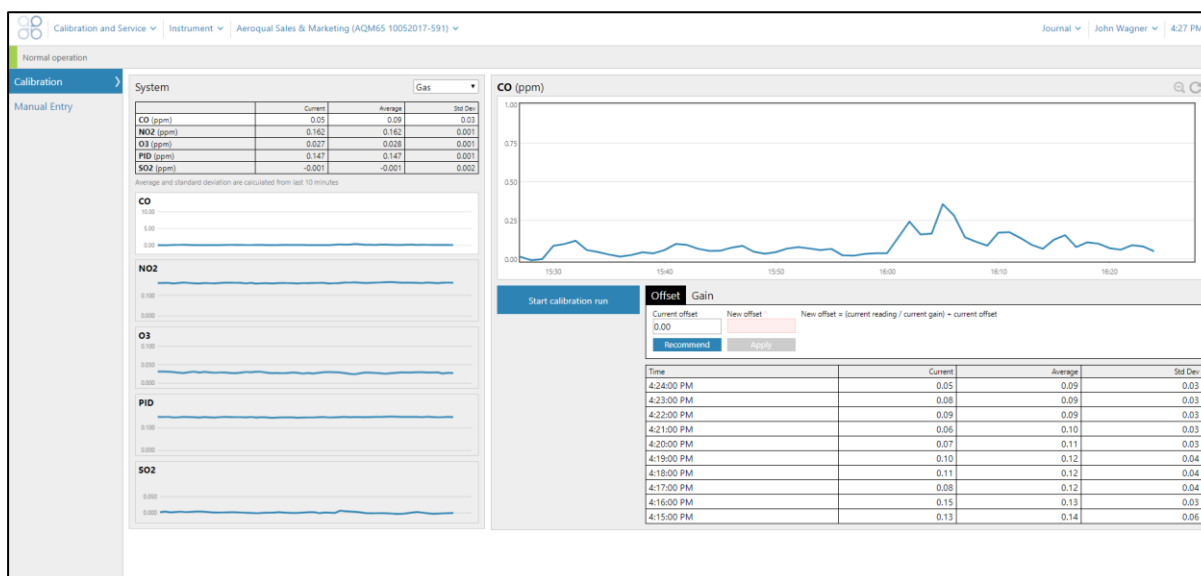 Calibration and Service Instrument Aeroqual Sales & Marketing (AQM65 10052017-591) Journal John Wagner 4:27 PM
Normal operation
Calibration
Manual Entry
System Gas
Current Average Std Dev
CO (ppm) 0.05 0.09 0.03
NO2 (ppm) 0.162 0.162 0.001
O3 (ppm) 0.027 0.028 0.001
PID (ppm) 0.147 0.147 0.001
SO2 (ppm) -0.001 -0.001 0.002
Average and standard deviation are calculated from last 10 minutes
CO
10.00
5.00
0.00
NO2
0.100
0.000
O3
0.100
0.050
0.000
PID
0.100
0.000
SO2
0.050
0.000
CO (ppm)
1.00
0.75
0.50
0.25
0.00
15:30 15:40 15:50 16:00 16:10 16:20
Start calibration run
Offset Gain
Current offset New offset New offset = (current reading / current gain) + current offset
0.00
Recommend Apply
Time Current Average Std Dev
4:24:00 PM 0.05 0.09 0.03
4:23:00 PM 0.08 0.09 0.03
4:22:00 PM 0.09 0.09 0.03
4:21:00 PM 0.06 0.10 0.03
4:20:00 PM 0.07 0.11 0.03
4:19:00 PM 0.10 0.12 0.04
4:18:00 PM 0.11 0.12 0.04
4:17:00 PM 0.08 0.12 0.04
4:16:00 PM 0.15 0.13 0.03
4:15:00 PM 0.13 0.14 0.06